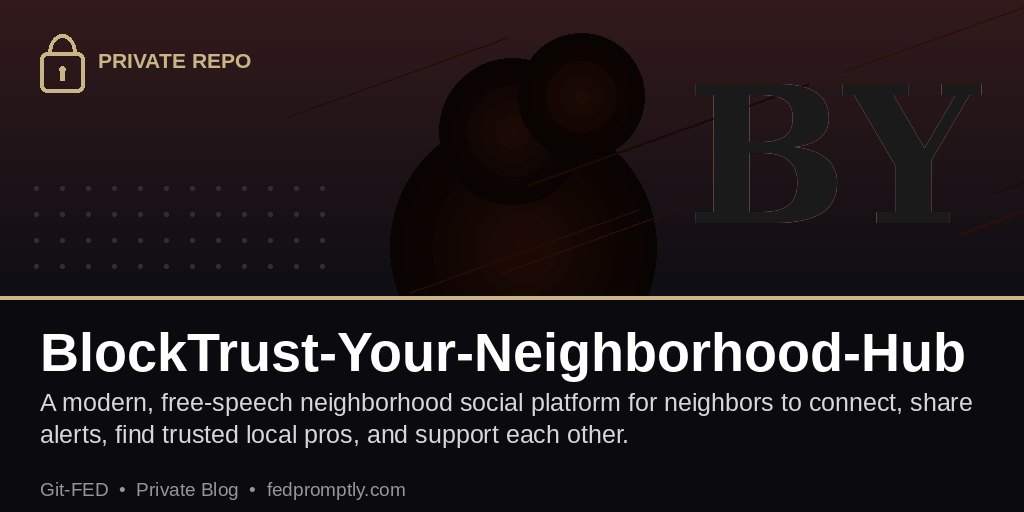 PRIVATE REPO
BY
BlockTrust-Your-Neighborhood-Hub
A modern, free-speech neighborhood social platform for neighbors to connect, share
alerts, find trusted local pros, and support each other.
Git-FED • Private Blog • fedpromptly.com